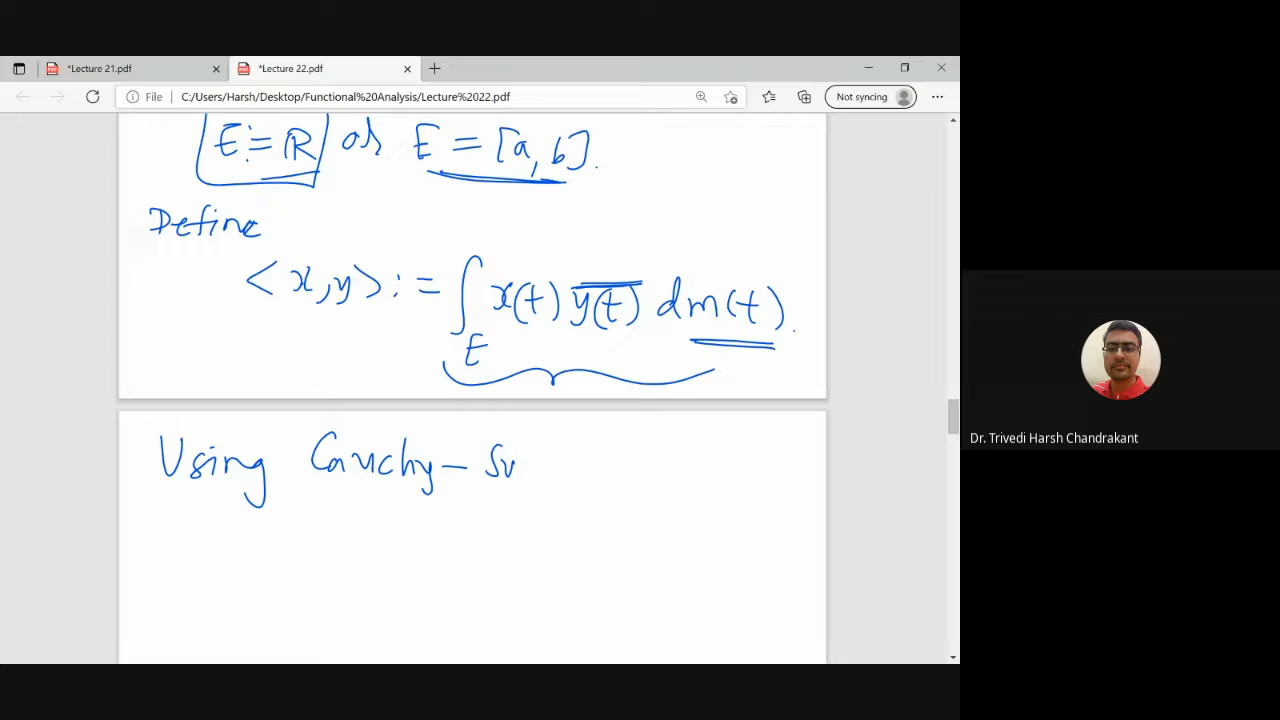 *Lecture 21.pdf
*Lecture 22.pdf
File C:/Users/Harsh/Desktop/Functional%20Analysis/Lecture%2022.pdf
Not syncing
E := ℝ or E = [a, b].
Define
<x, y> := ∫_E x(t) \overline{y(t)} dm(t).
Using Cauchy-
Dr. Trivedi Harsh Chandrakant